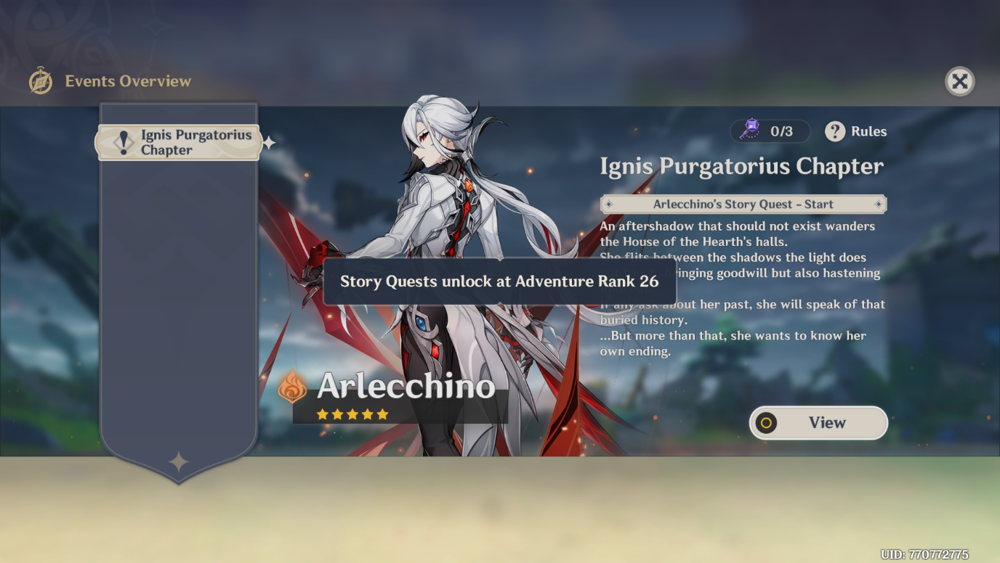 Events Overview
Ignis Purgatorius
Chapter
0/3
? Rules
Ignis Purgatorius Chapter
Arlecchino's Story Quest - Start
An aftershadow that should not exist wanders
the House of the Hearth's halls.
She flits between the shadows the light does
bringing goodwill but also hastening
If any ask about her past, she will speak of that
buried history.
...But more than that, she wants to know her
own ending.
Story Quests unlock at Adventure Rank 26
Arlecchino
View
UID: 770772775